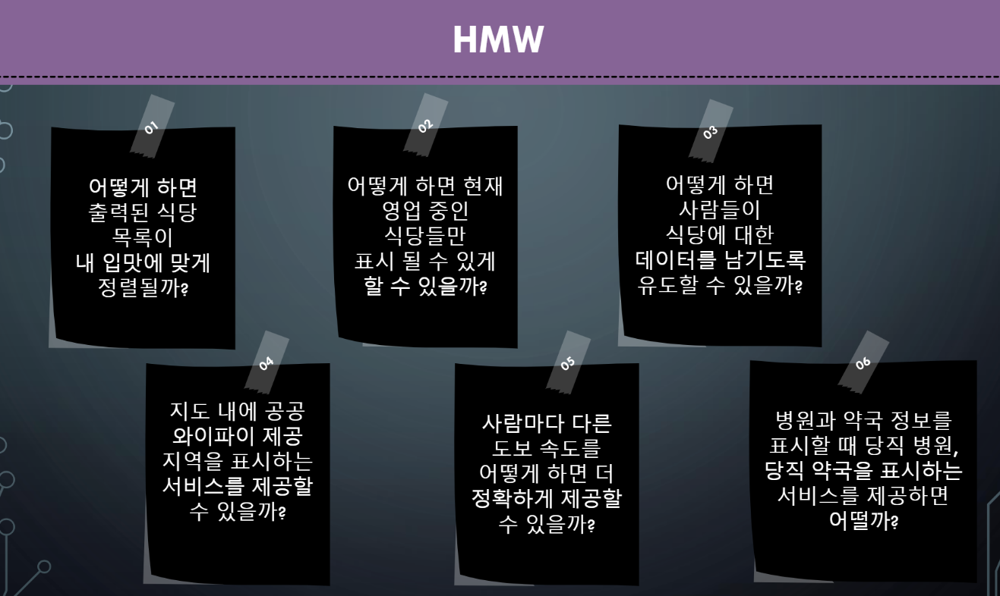 HMW
01
어떻게 하면
출력된 식당
목록이
내 입맛에 맞게
정렬될까?
02
어떻게 하면 현재
영업 중인
식당들만
표시 될 수 있게
할 수 있을까?
03
어떻게 하면
사람들이
식당에 대한
데이터를 남기도록
유도할 수 있을까?
04
지도 내에 공공
와이파이 제공
지역을 표시하는
서비스를 제공할
수 있을까?
05
사람마다 다른
도보 속도를
어떻게 하면 더
정확하게 제공할
수 있을까?
06
병원과 약국 정보를
표시할 때 당직 병원,
당직 약국을 표시하는
서비스를 제공하면
어떨까?